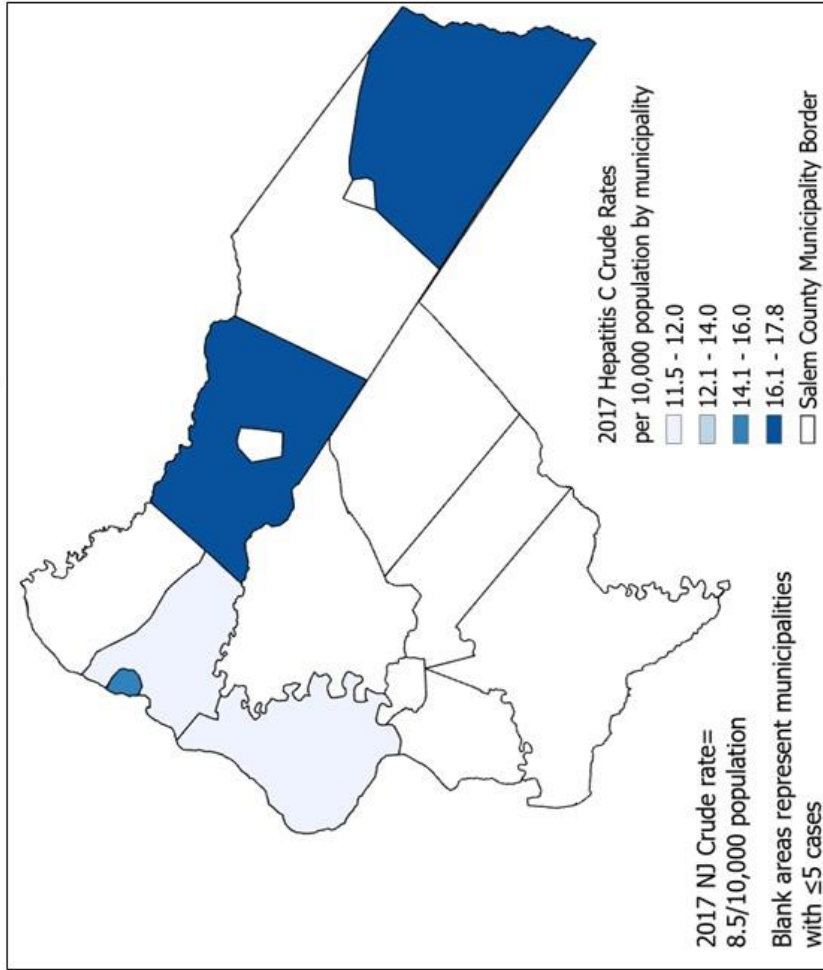 2017 Hepatitis C Crude Rates
per 10,000 population by municipality
11.5 - 12.0
12.1 - 14.0
14.1 - 16.0
16.1 - 17.8
Salem County Municipality Border
2017 NJ Crude rate=
8.5/10,000 population
Blank areas represent municipalities
with ≤5 cases